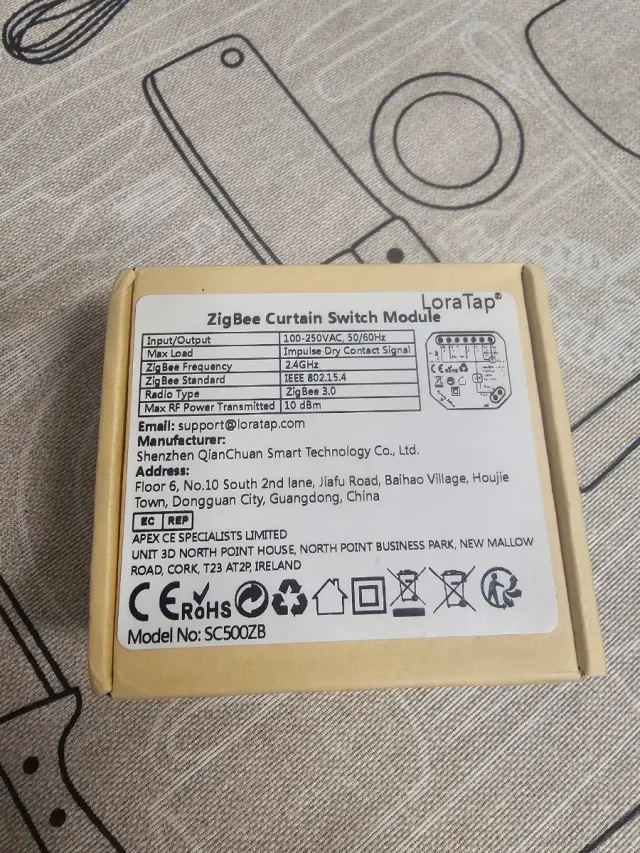 LoraTap®
ZigBee Curtain Switch Module
Input/Output 100-250VAC, 50/60Hz
Max Load Impulse Dry Contact Signal
ZigBee Frequency 2.4GHz
ZigBee Standard IEEE 802.15.4
Radio Type ZigBee 3.0
Max RF Power Transmitted 10 dBm
Email: support@loratap.com
Manufacturer:
Shenzhen QianChuan Smart Technology Co., Ltd.
Address:
Floor 6, No.10 South 2nd lane, Jiafu Road, Baihao Village, Houjie
Town, Dongguan City, Guangdong, China
EC REP
APEX CE SPECIALISTS LIMITED
UNIT 3D NORTH POINT HOUSE, NORTH POINT BUSINESS PARK, NEW MALLOW
ROAD, CORK, T23 AT2P, IRELAND
CE RoHS
Model No: SC500ZB